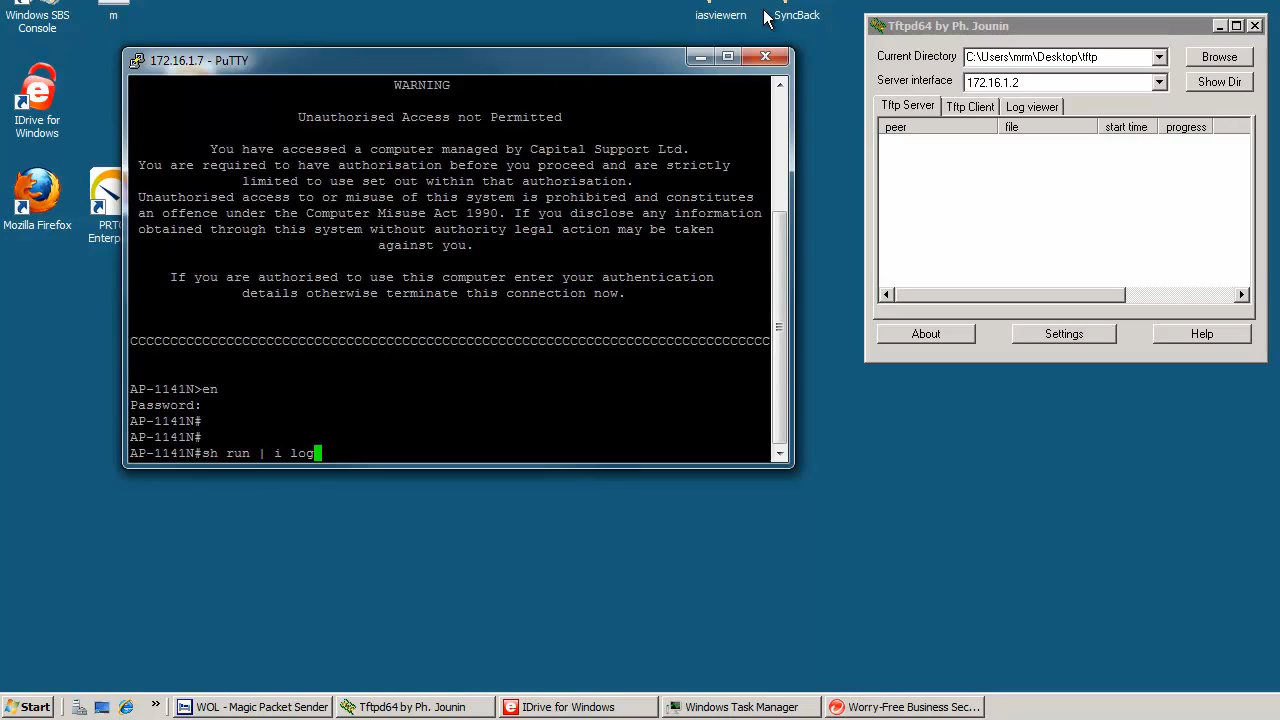 Windows SBS
Console
m
iasviewern
SyncBack
IDrive for
Windows
Mozilla Firefox
PRTG
Enterp
172.16.1.7 - PuTTY
WARNING
Unauthorised Access not Permitted
You have accessed a computer managed by Capital Support Ltd.
You are required to have authorisation before you proceed and are strictly
limited to use set out within that authorisation.
Unauthorised access to or misuse of this system is prohibited and constitutes
an offence under the Computer Misuse Act 1990. If you disclose any information
obtained through this system without authority legal action may be taken
against you.
If you are authorised to use this computer enter your authentication
details otherwise terminate this connection now.
CCCCCCCCCCCCCCCCCCCCCCCCCCCCCCCCCCCCCCCCCCCCCCCCCCCCCCCCCCCCCCCCCCCCCCCCCCCCCCCC
AP-1141N>en
Password:
AP-1141N#
AP-1141N#
AP-1141N#sh run | i log
Tftpd64 by Ph. Jounin
Current Directory C:\Users\mrm\Desktop\tftp Browse
Server interface 172.16.1.2 Show Dir
Tftp Server Tftp Client Log viewer
peer file start time progress
About Settings Help
Start WOL - Magic Packet Sender Tftpd64 by Ph. Jounin IDrive for Windows Windows Task Manager Worry-Free Business Sec...